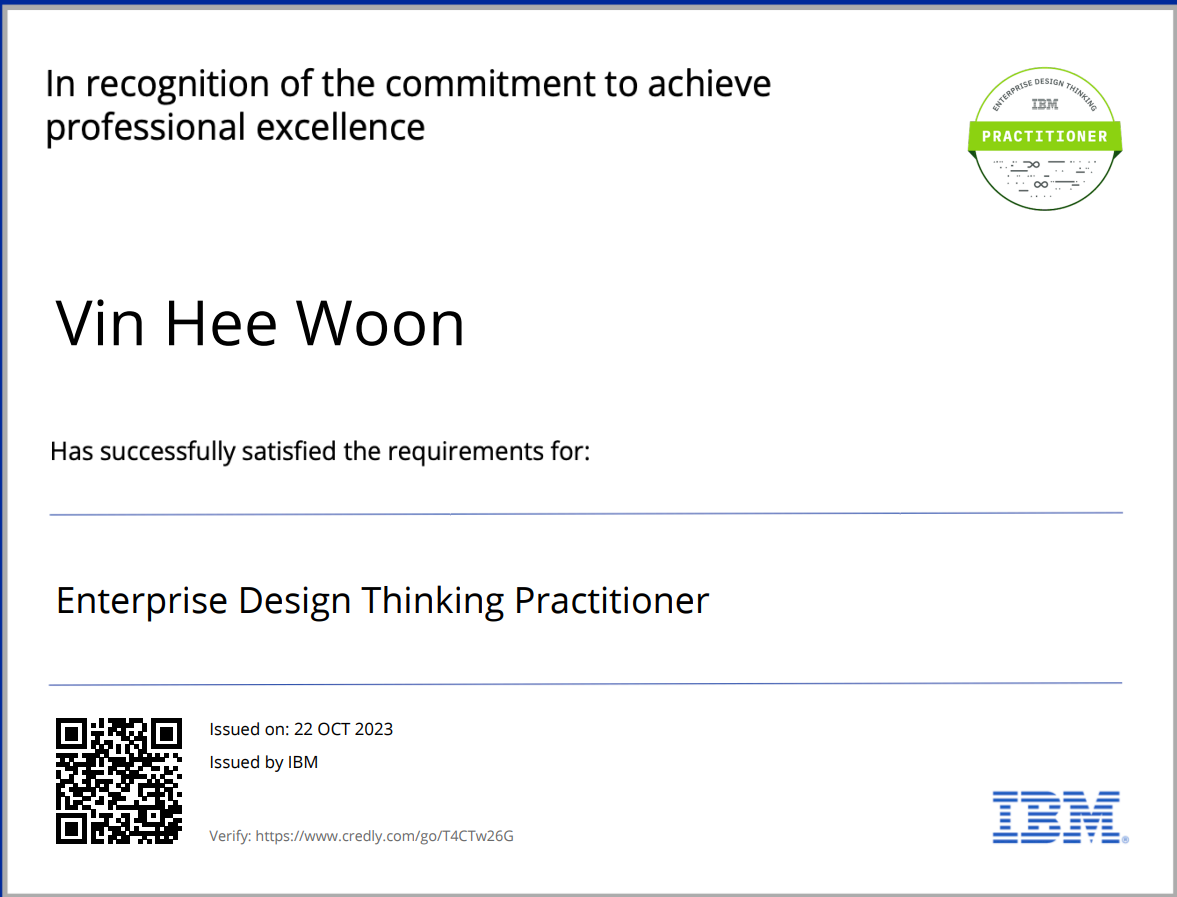 In recognition of the commitment to achieve
professional excellence
ENTERPRISE DESIGN THINKING
IBM
PRACTITIONER
Vin Hee Woon
Has successfully satisfied the requirements for:
Enterprise Design Thinking Practitioner
Issued on: 22 OCT 2023
Issued by IBM
Verify: https://www.credly.com/go/T4CTw26G
IBM®